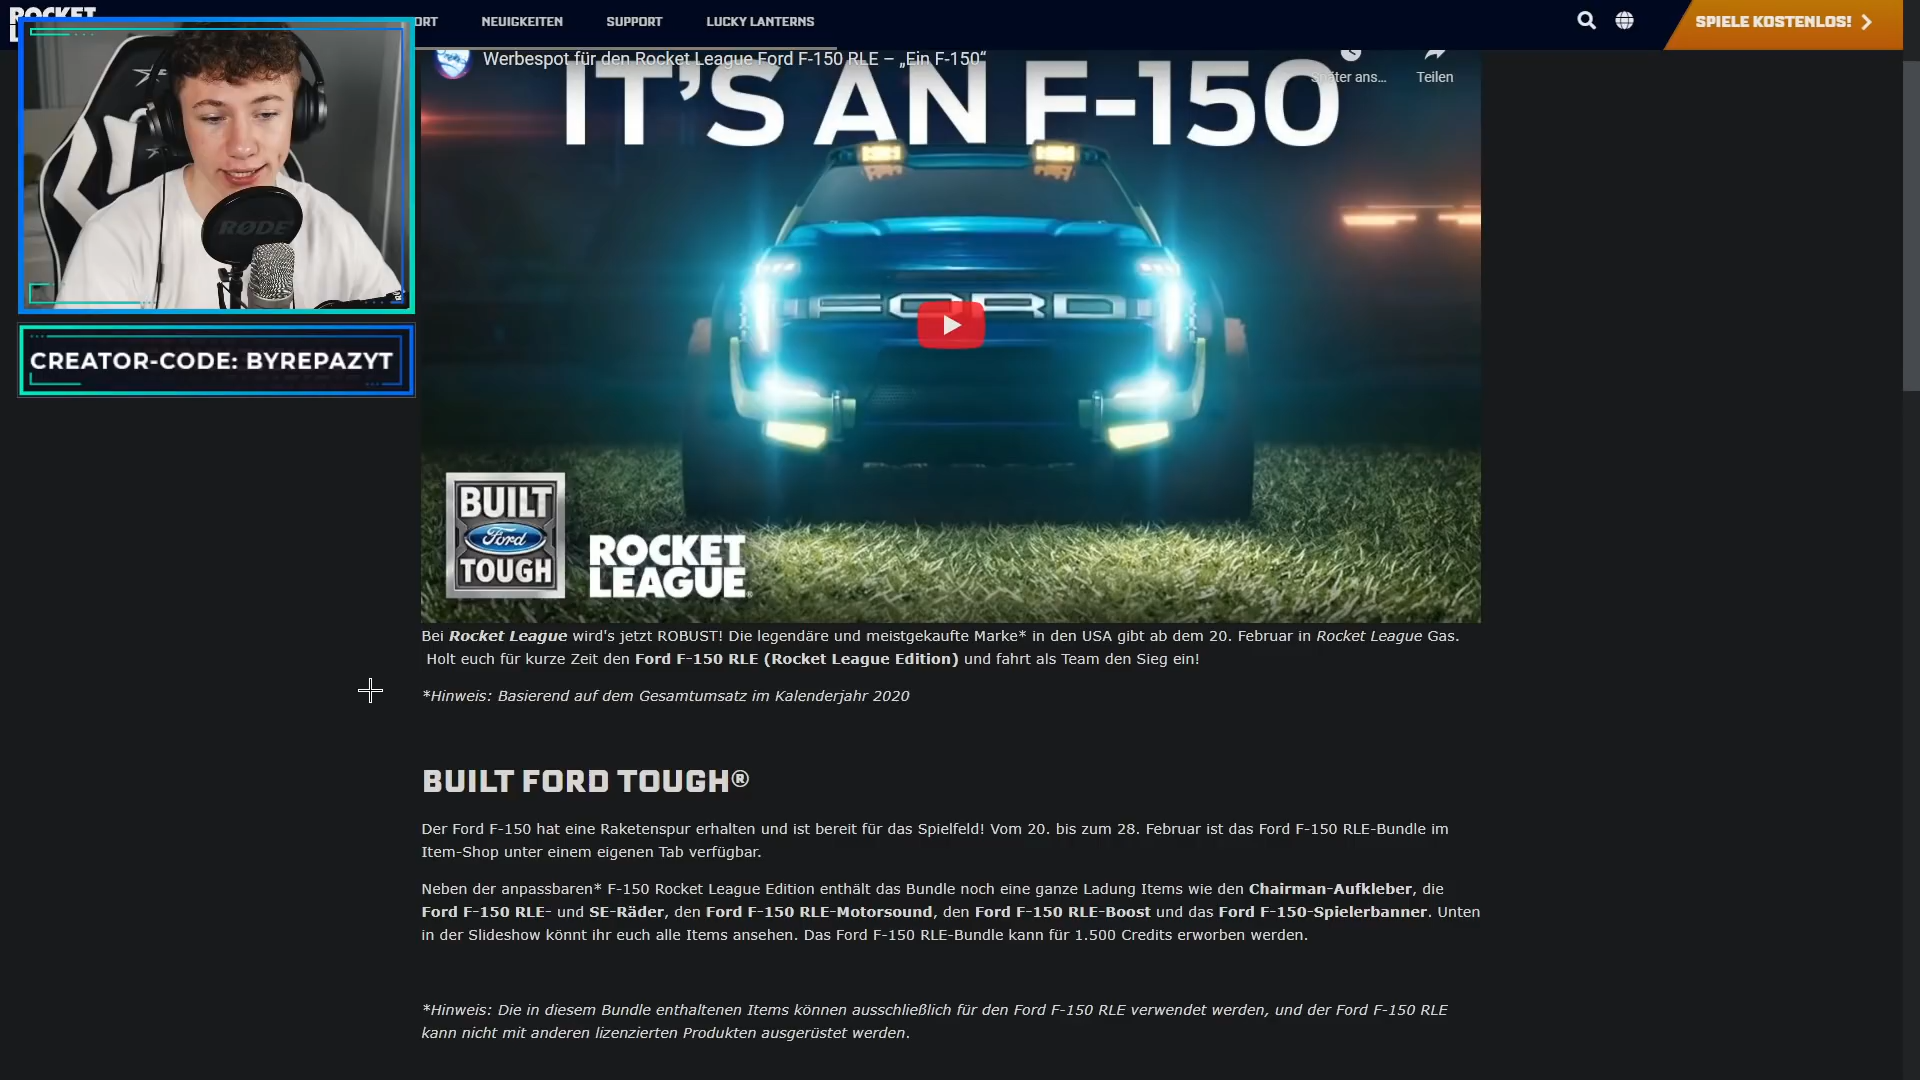 ROCKET
L
ORT
NEUIGKEITEN
SUPPORT
LUCKY LANTERNS
SPIELE KOSTENLOS!
Werbespot für den Rocket League Ford F-150 RLE – „Ein F-150“
Später ans...
Teilen
IT’S AN F-150
RØDE
CREATOR-CODE: BYREPAZYT
FORD
BUILT
Ford
TOUGH
ROCKET
LEAGUE
Bei Rocket League wird's jetzt ROBUST! Die legendäre und meistgekaufte Marke* in den USA gibt ab dem 20. Februar in Rocket League Gas.
Holt euch für kurze Zeit den Ford F-150 RLE (Rocket League Edition) und fahrt als Team den Sieg ein!
*Hinweis: Basierend auf dem Gesamtumsatz im Kalenderjahr 2020
BUILT FORD TOUGH®
Der Ford F-150 hat eine Raketenspur erhalten und ist bereit für das Spielfeld! Vom 20. bis zum 28. Februar ist das Ford F-150 RLE-Bundle im
Item-Shop unter einem eigenen Tab verfügbar.
Neben der anpassbaren* F-150 Rocket League Edition enthält das Bundle noch eine ganze Ladung Items wie den Chairman-Aufkleber, die
Ford F-150 RLE- und SE-Räder, den Ford F-150 RLE-Motorsound, den Ford F-150 RLE-Boost und das Ford F-150-Spielerbanner. Unten
in der Slideshow könnt ihr euch alle Items ansehen. Das Ford F-150 RLE-Bundle kann für 1.500 Credits erworben werden.
*Hinweis: Die in diesem Bundle enthaltenen Items können ausschließlich für den Ford F-150 RLE verwendet werden, und der Ford F-150 RLE
kann nicht mit anderen lizenzierten Produkten ausgerüstet werden.